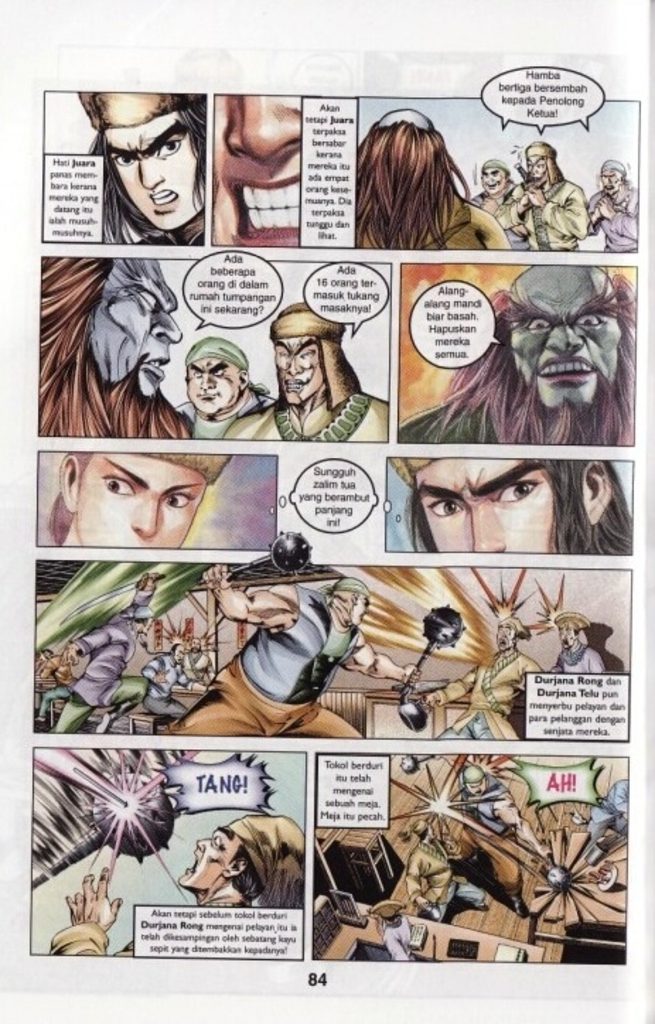 Hamba
bertiga bersembah
kepada Penolong
Ketua!
Hati Juara
panas mem-
bara kerana
mereka yang
datang itu
ialah musuh-
musuhnya.
Akan
tetapi Juara
terpaksa
bersabar
kerana
mereka itu
ada empat
orang kese-
muanya. Dia
terpaksa
tunggu dan
lihat.
Ada
beberapa
orang di dalam
rumah tumpangan
ini sekarang?
Ada
16 orang ter-
masuk tukang
masaknya!
Alang-
alang mandi
biar basah.
Hapuskan
mereka
semua.
Sungguh
zalim tua
yang berambut
panjang
ini!
Durjana Rong dan
Durjana Telu pun
menyerbu pelayan dan
para pelanggan dengan
senjata mereka.
TANG!
Akan tetapi sebelum tokol berduri
Durjana Rong mengenai pelayan,itu ia
telah dikesampingan oleh sebatang kayu
sepit yang ditembakkan kepadanya!
Tokol berduri
itu telah
mengenai
sebuah meja.
Meja itu pecah.
AH!
84